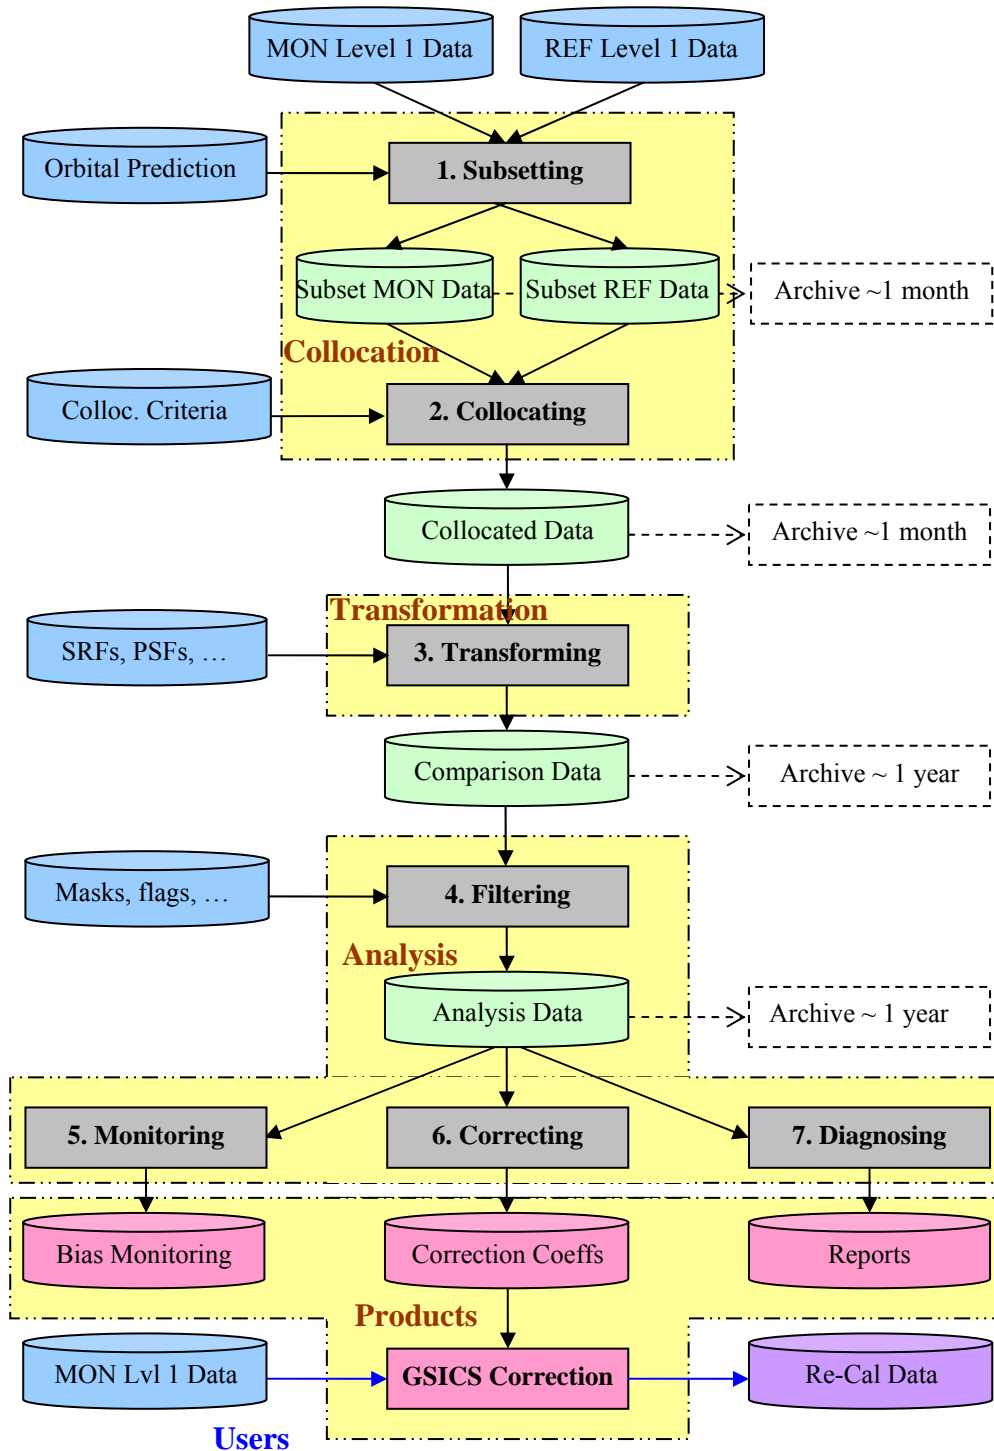 MON Level 1 Data
REF Level 1 Data
Orbital Prediction
1. Subsetting
Subset MON Data
Subset REF Data
Archive ~1 month
Collocation
Colloc. Criteria
2. Collocating
Collocated Data
Archive ~1 month
Transformation
SRFs, PSFs, …
3. Transforming
Comparison Data
Archive ~ 1 year
Masks, flags, …
4. Filtering
Analysis
Analysis Data
Archive ~ 1 year
5. Monitoring
6. Correcting
7. Diagnosing
Bias Monitoring
Correction Coeffs
Reports
Products
MON Lvl 1 Data
GSICS Correction
Re-Cal Data
Users